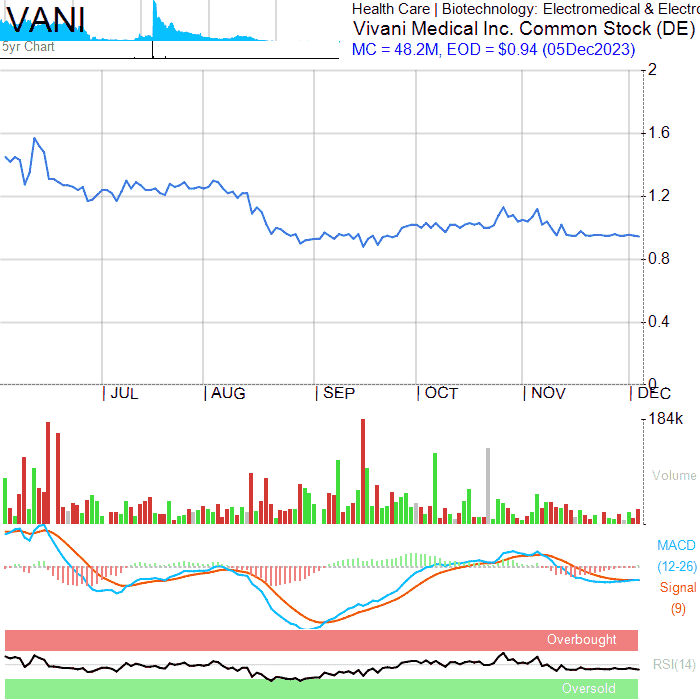 VANI
5yr Chart
Health Care | Biotechnology: Electromedical & Electro
Vivani Medical Inc. Common Stock (DE)
MC = 48.2M, EOD = $0.94 (05Dec2023)
2
1.6
1.2
0.8
0.4
0
JUL
AUG
SEP
OCT
NOV
DEC
184k
Volume
MACD
(12-26)
Signal
(9)
Overbought
RSI(14)
Oversold